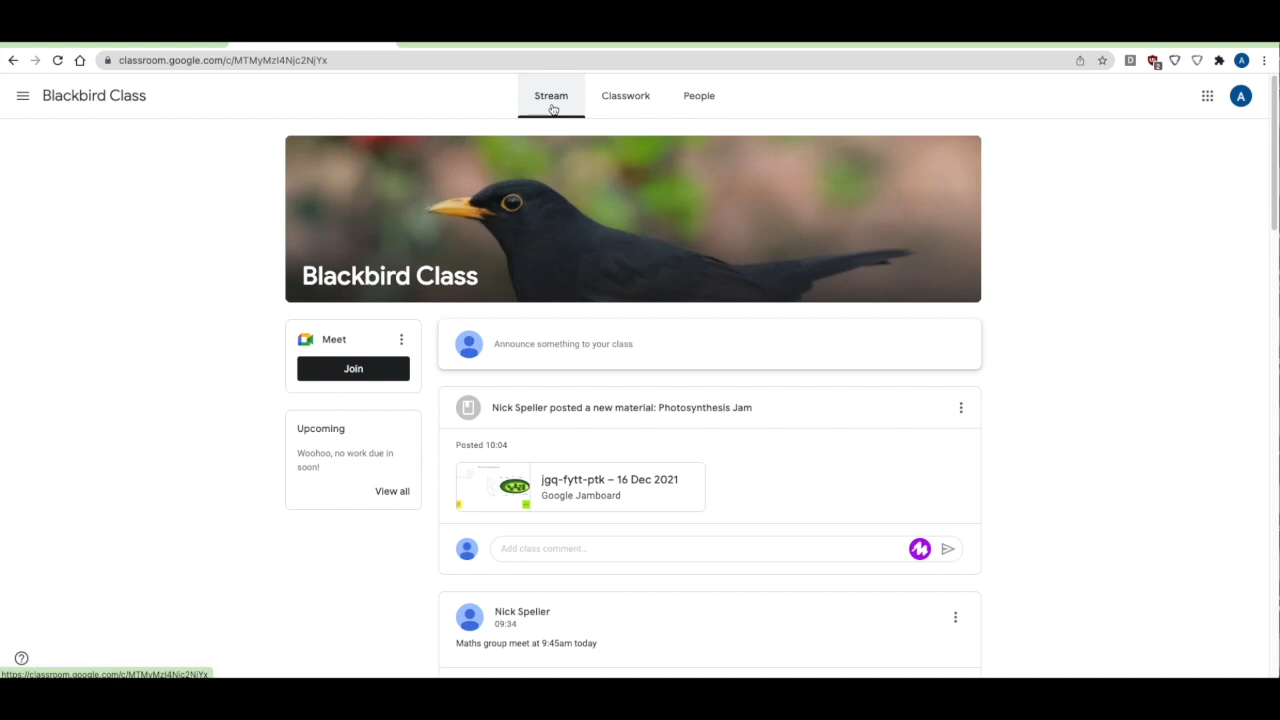 classroom.google.com/c/MTMyMzI4Njc2NjYx
D
2
A
Blackbird Class
Stream
Classwork
People
A
Blackbird Class
Meet
Join
Announce something to your class
Upcoming
Woohoo, no work due in
soon!
View all
Nick Speller posted a new material: Photosynthesis Jam
Posted 10:04
jgq-fytt-ptk – 16 Dec 2021
Google Jamboard
Add class comment...
Nick Speller
09:34
Maths group meet at 9:45am today
https://classroom.google.com/c/MTMyMzI4Njc2NjYx